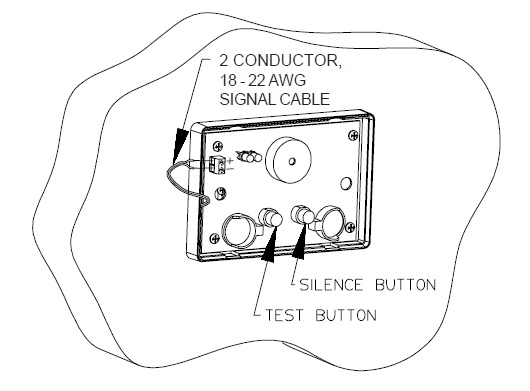 2 CONDUCTOR,
18 - 22 AWG
SIGNAL CABLE
SILENCE BUTTON
TEST BUTTON